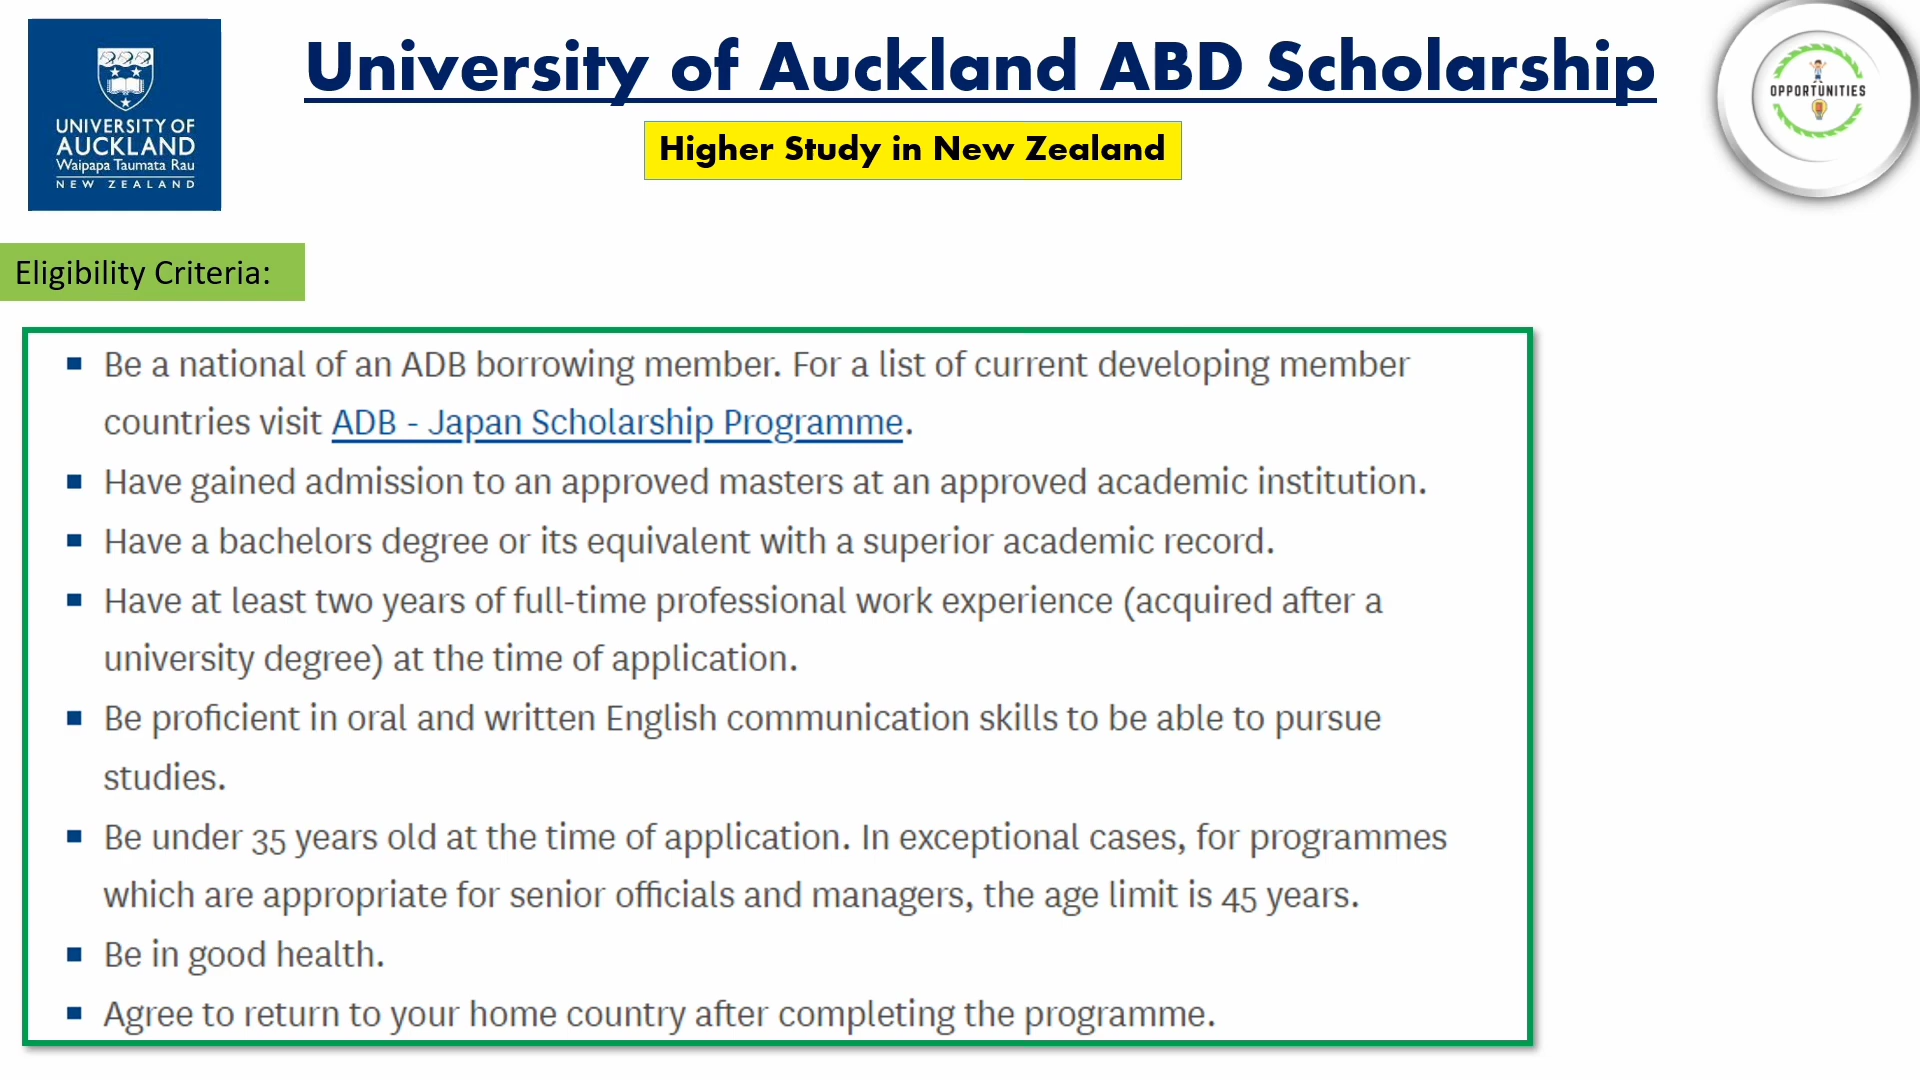 UNIVERSITY OF
AUCKLAND
Waipapa Taumata Rau
NEW ZEALAND
University of Auckland ABD Scholarship
Higher Study in New Zealand
OPPORTUNITIES
Eligibility Criteria:
Be a national of an ADB borrowing member. For a list of current developing member
countries visit ADB - Japan Scholarship Programme.
Have gained admission to an approved masters at an approved academic institution.
Have a bachelors degree or its equivalent with a superior academic record.
Have at least two years of full-time professional work experience (acquired after a
university degree) at the time of application.
Be proficient in oral and written English communication skills to be able to pursue
studies.
Be under 35 years old at the time of application. In exceptional cases, for programmes
which are appropriate for senior officials and managers, the age limit is 45 years.
Be in good health.
Agree to return to your home country after completing the programme.